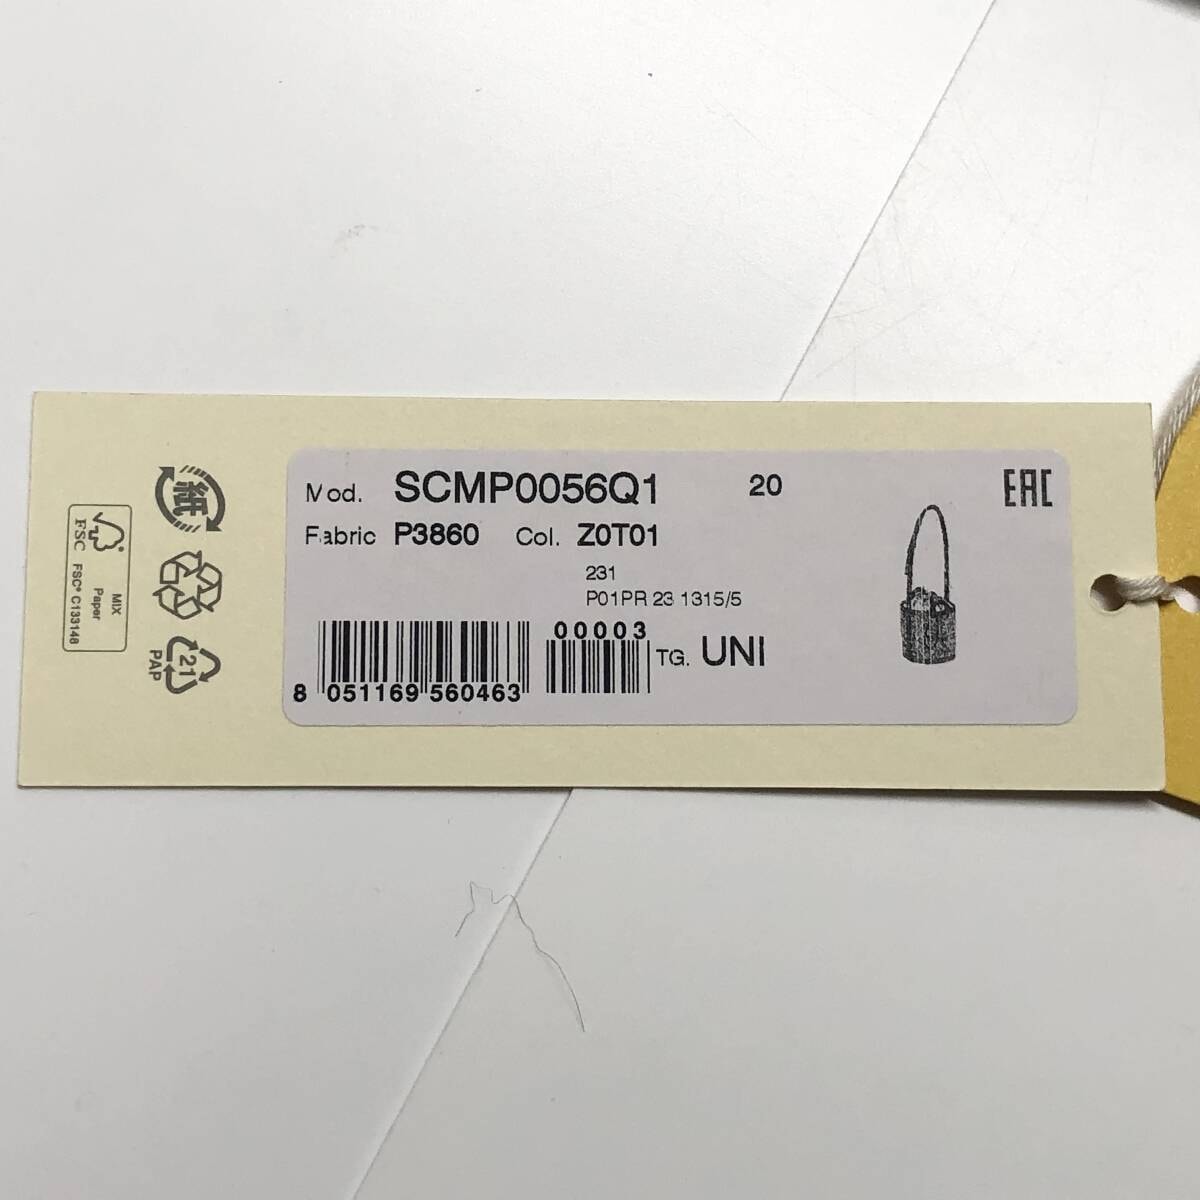 Mod. SCMP0056Q1 20
Fabric P3860 Col. Z0T01
231
P01PR 23 1315/5
00003
TG. UNI
8 051169 560463
EAC
紙
21
PAP
FSC
FSC® C133148
MIX
Paper